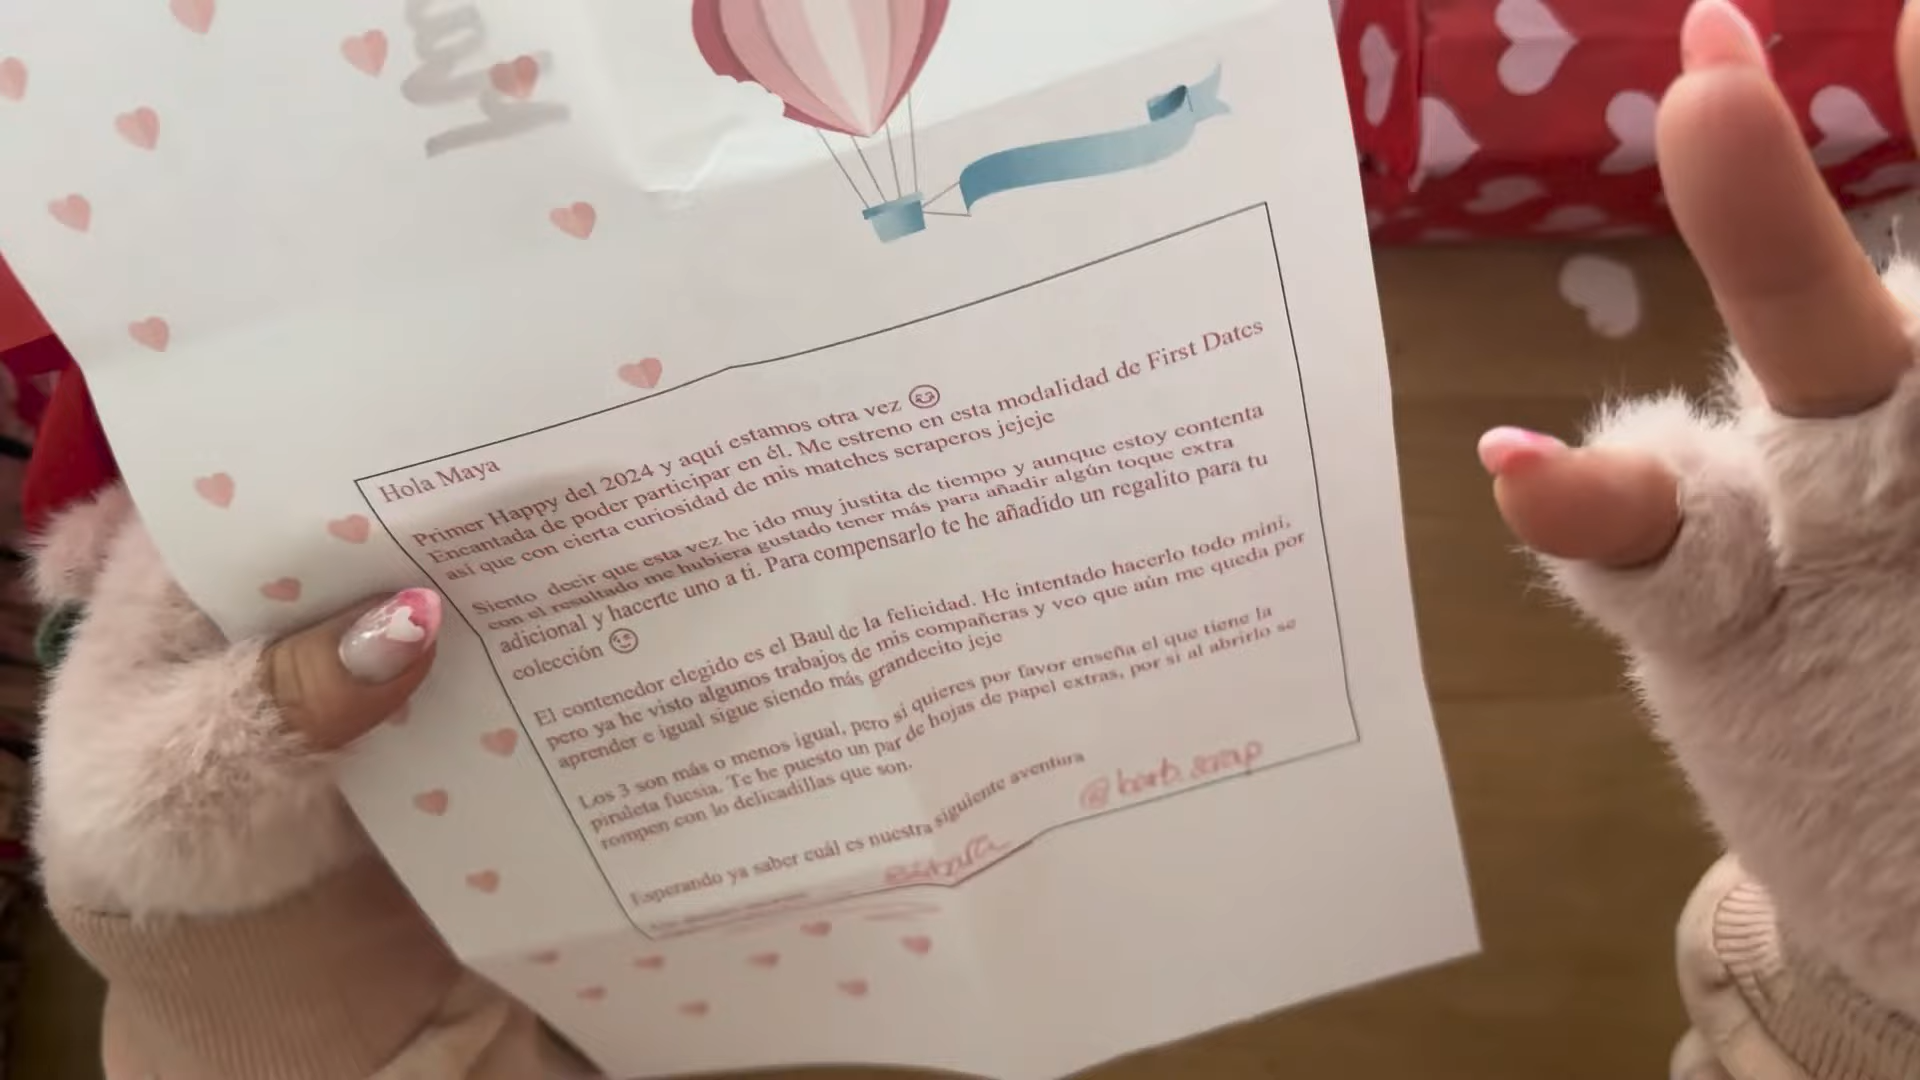 Hola Maya
Primer Happy del 2024 y aquí estamos otra vez
Encantada de poder participar en él. Me estreno en esta modalidad de First Dates
así que con cierta curiosidad de mis matches scraperos jejeje
Siento decir que esta vez he ido muy justita de tiempo y aunque estoy contenta
con el resultado me hubiera gustado tener más para añadir algún toque extra
adicional y hacerte uno a ti. Para compensarlo te he añadido un regalito para tu
colección
El contenedor elegido es el Baul de la felicidad. He intentado hacerlo todo mini,
pero ya he visto algunos trabajos de mis compañeras y veo que aún me queda por
aprender e igual sigue siendo más grandecito jeje
Los 3 son más o menos igual, pero si quieres por favor enseña el que tiene la
piruleta fucsia. Te he puesto un par de hojas de papel extras, por si al abrirlo se
rompen con lo delicadillas que son.
Esperando ya saber cuál es nuestra siguiente aventura
@barb.scrap